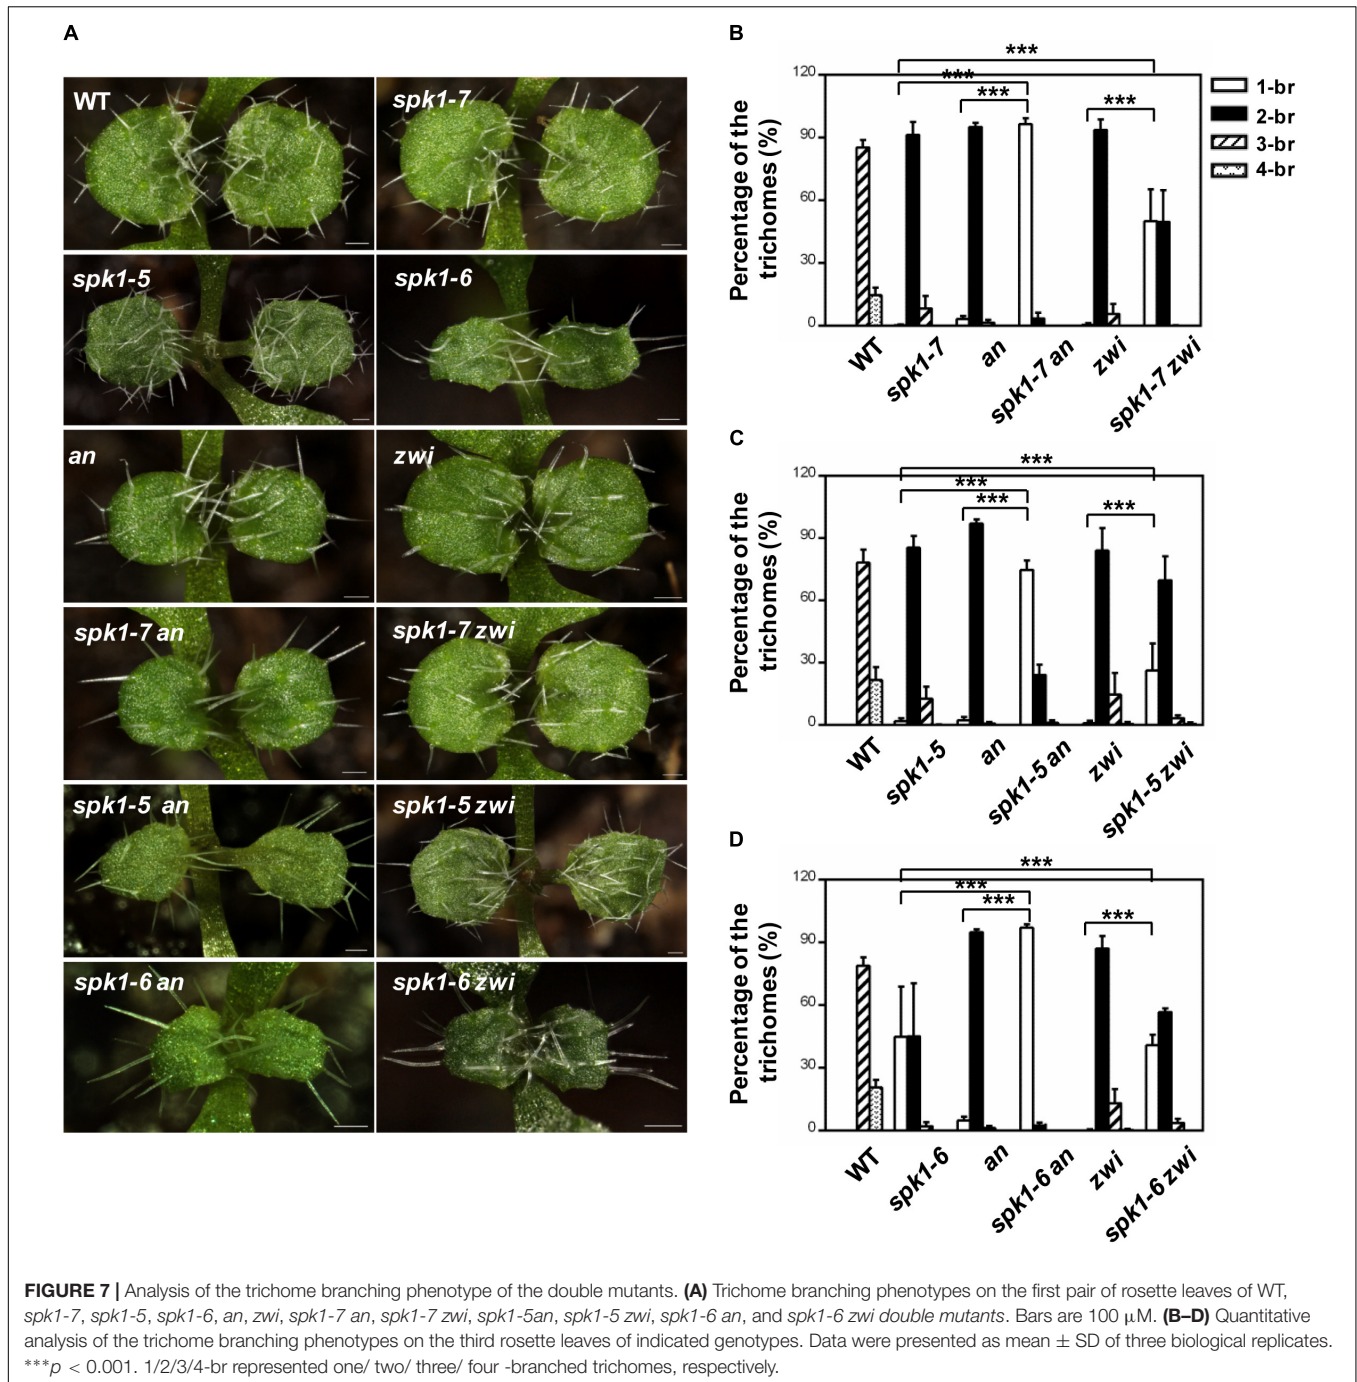 A
WT
spk1-7
spk1-5
spk1-6
an
zwi
spk1-7 an
spk1-7 zwi
spk1-5 an
spk1-5 zwi
spk1-6 an
spk1-6 zwi
B
Percentage of the
trichomes (%)
120
90
60
30
0
***
***
***
***
WT
spk1-7
an
spk1-7 an
zwi
spk1-7 zwi
1-br
2-br
3-br
4-br
C
Percentage of the
trichomes (%)
120
90
60
30
0
***
***
***
***
WT
spk1-5
an
spk1-5 an
zwi
spk1-5 zwi
D
Percentage of the
trichomes (%)
120
90
60
30
0
***
***
***
***
WT
spk1-6
an
spk1-6 an
zwi
spk1-6 zwi
FIGURE 7 | Analysis of the trichome branching phenotype of the double mutants. (A) Trichome branching phenotypes on the first pair of rosette leaves of WT,
spk1-7, spk1-5, spk1-6, an, zwi, spk1-7 an, spk1-7 zwi, spk1-5an, spk1-5 zwi, spk1-6 an, and spk1-6 zwi double mutants. Bars are 100 μM. (B–D) Quantitative
analysis of the trichome branching phenotypes on the third rosette leaves of indicated genotypes. Data were presented as mean ± SD of three biological replicates.
***p < 0.001. 1/2/3/4-br represented one/ two/ three/ four -branched trichomes, respectively.